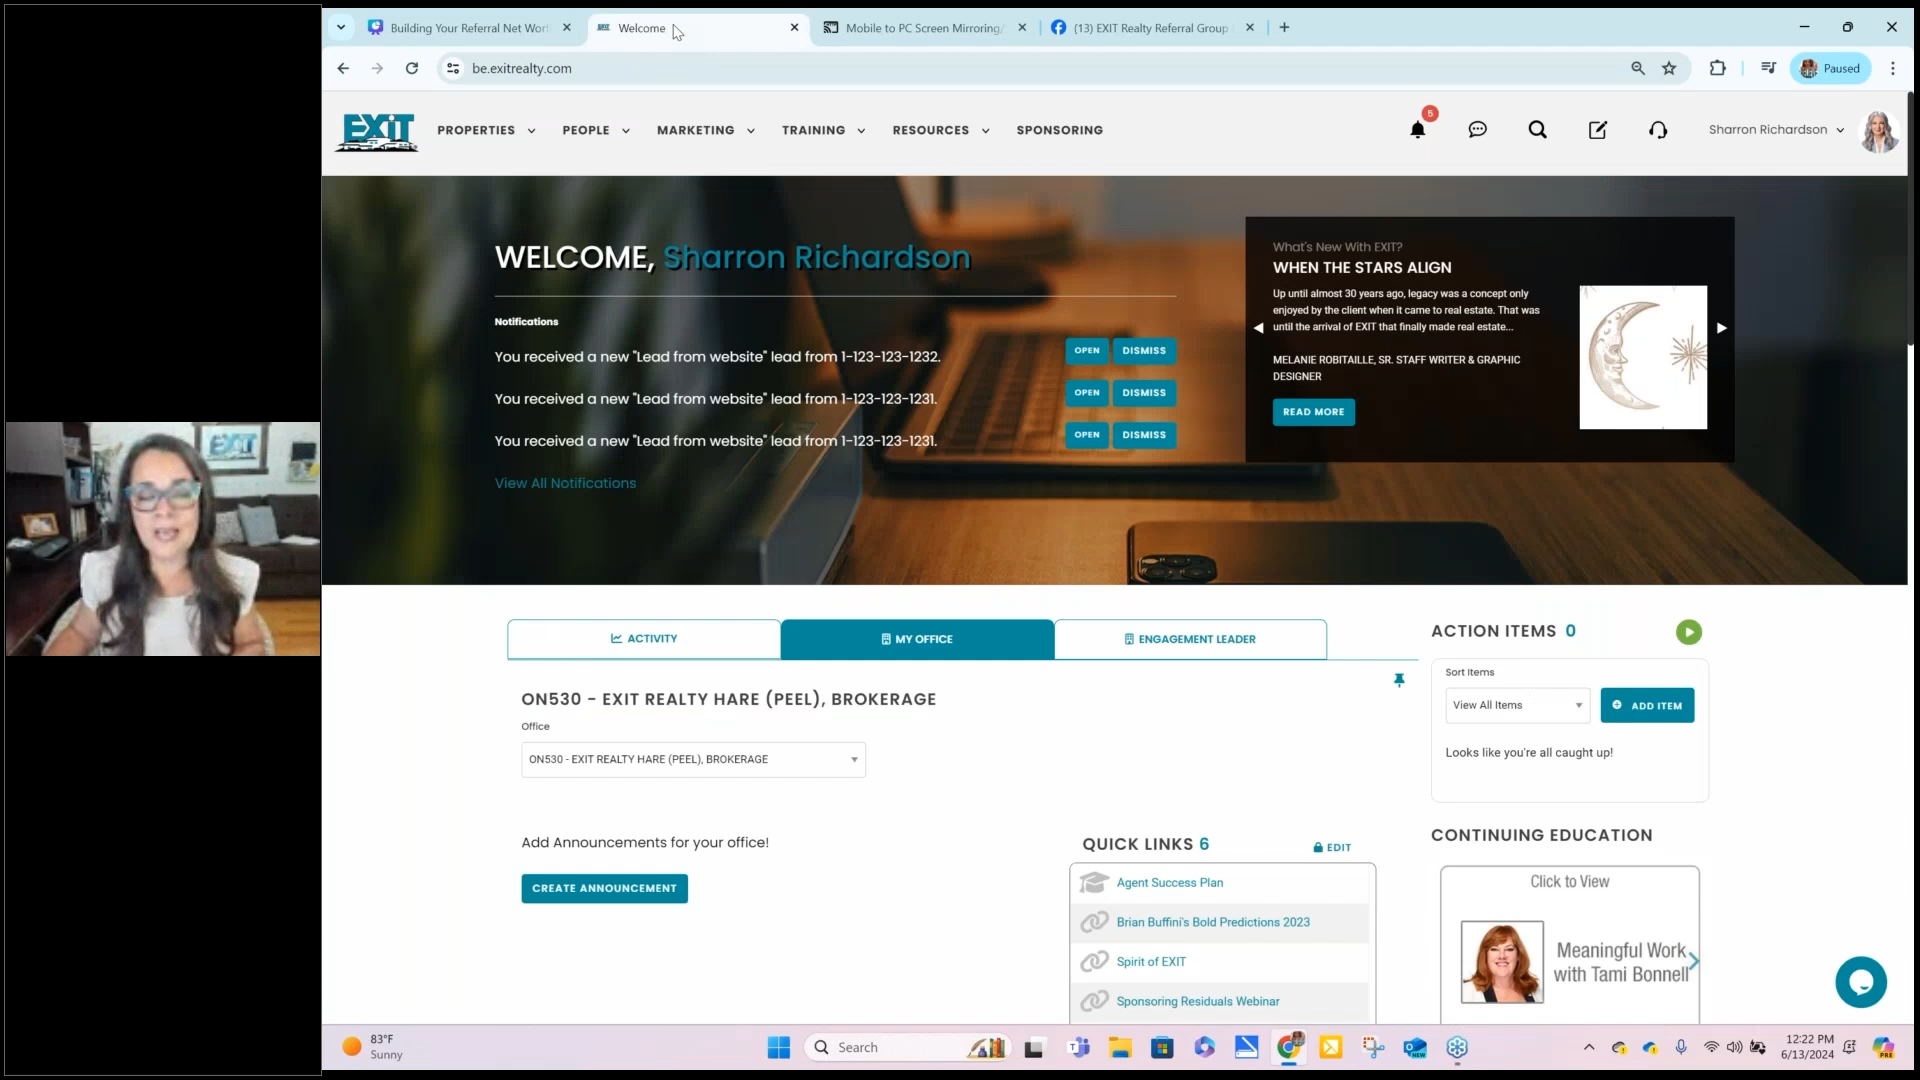 Building Your Referral Net Wor
Welcome
Mobile to PC Screen Mirroring/
(13) EXIT Realty Referral Group
be.exitrealty.com
Paused
EXIT
PROPERTIES
PEOPLE
MARKETING
TRAINING
RESOURCES
SPONSORING
5
Sharron Richardson
WELCOME, Sharron Richardson
Notifications
You received a new "Lead from website" lead from 1-123-123-1232.
OPEN
DISMISS
You received a new "Lead from website" lead from 1-123-123-1231.
OPEN
DISMISS
You received a new "Lead from website" lead from 1-123-123-1231.
OPEN
DISMISS
View All Notifications
What's New With EXIT?
WHEN THE STARS ALIGN
Up until almost 30 years ago, legacy was a concept only
enjoyed by the client when it came to real estate. That was
until the arrival of EXIT that finally made real estate...
MELANIE ROBITAILLE, SR. STAFF WRITER & GRAPHIC
DESIGNER
READ MORE
EXIT
ACTIVITY
MY OFFICE
ENGAGEMENT LEADER
ON530 - EXIT REALTY HARE (PEEL), BROKERAGE
Office
ON530 - EXIT REALTY HARE (PEEL), BROKERAGE
Add Announcements for your office!
CREATE ANNOUNCEMENT
QUICK LINKS 6
EDIT
Agent Success Plan
Brian Buffini's Bold Predictions 2023
Spirit of EXIT
Sponsoring Residuals Webinar
ACTION ITEMS 0
Sort Items
View All Items
ADD ITEM
Looks like you're all caught up!
CONTINUING EDUCATION
Click to View
Meaningful Work
with Tami Bonnell
83°F
Sunny
Search
NEW
12:22 PM
6/13/2024
PRE